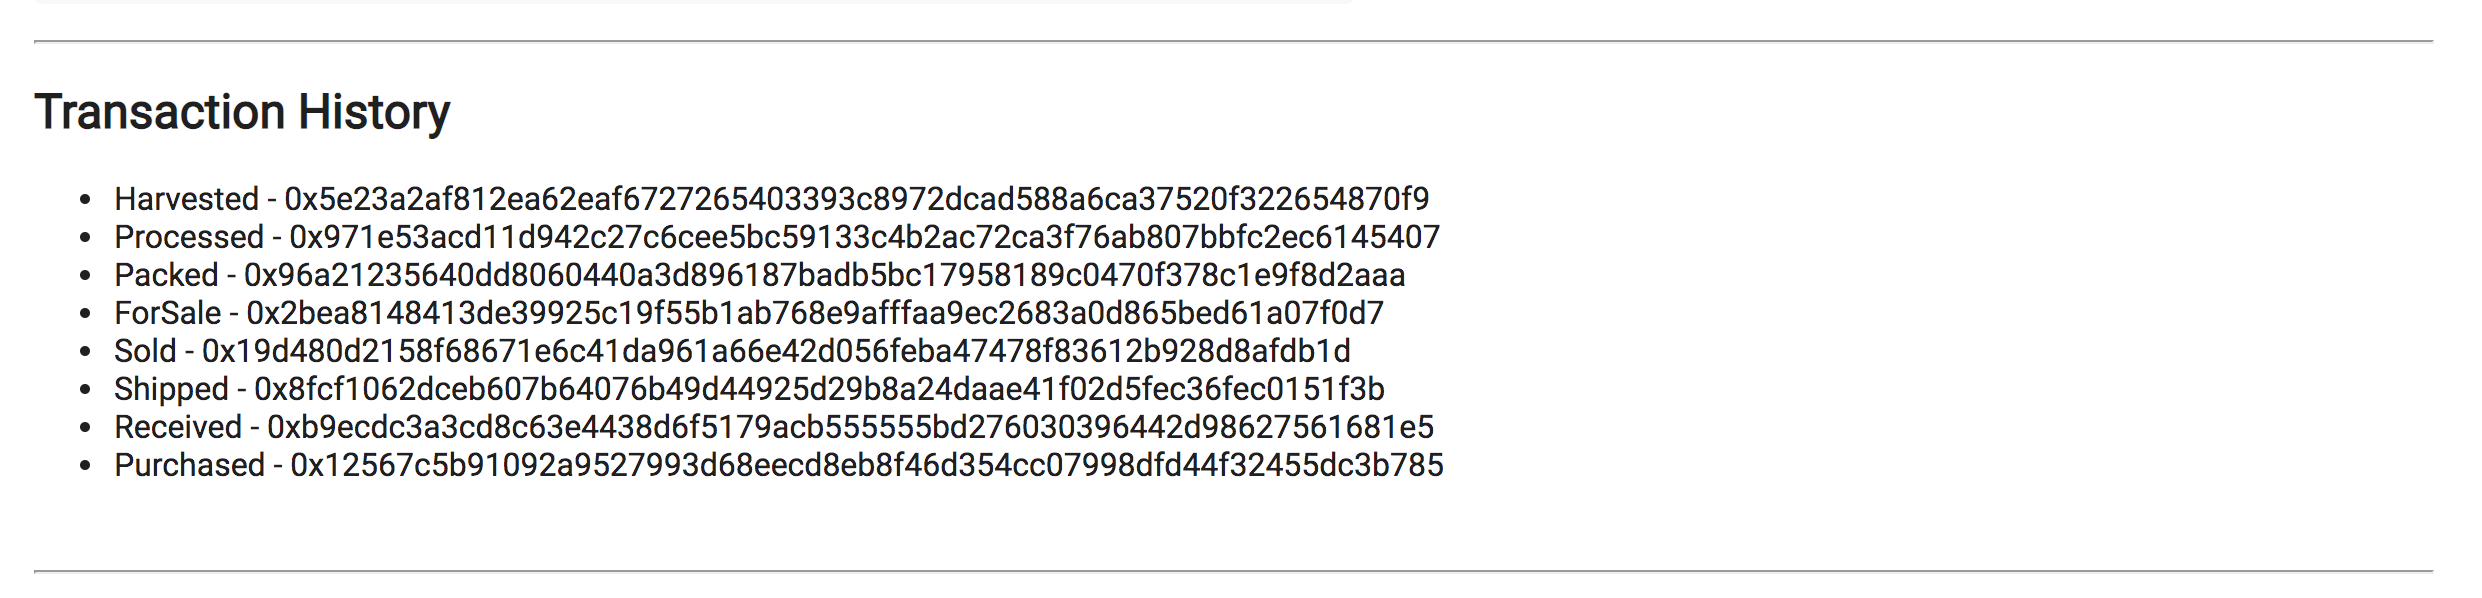 Transaction History
• Harvested - 0x5e23a2af812ea62eaf6727265403393c8972dcad588a6ca37520f322654870f9
• Processed - 0x971e53acd11d942c27c6cee5bc59133c4b2ac72ca3f76ab807bbfc2ec6145407
• Packed - 0x96a21235640dd8060440a3d896187badb5bc17958189c0470f378c1e9f8d2aaa
• ForSale - 0x2bea8148413de39925c19f55b1ab768e9afffaa9ec2683a0d865bed61a07f0d7
• Sold - 0x19d480d2158f68671e6c41da961a66e42d056feba47478f83612b928d8afdb1d
• Shipped - 0x8fcf1062dceb607b64076b49d44925d29b8a24daae41f02d5fec36fec0151f3b
• Received - 0xb9ecdc3a3cd8c63e4438d6f5179acb555555bd276030396442d98627561681e5
• Purchased - 0x12567c5b91092a9527993d68eecd8eb8f46d354cc07998dfd44f32455dc3b785